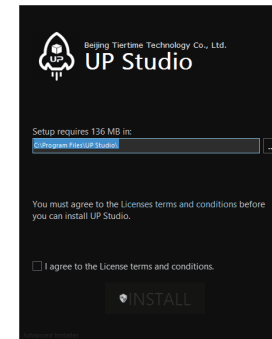 Beijing Tiertime Technology Co., Ltd.
UP
UP Studio
Setup requires 136 MB in:
C:\Program Files\UP Studio\
...
You must agree to the Licenses terms and conditions before
you can install UP Studio.
I agree to the License terms and conditions.
INSTALL